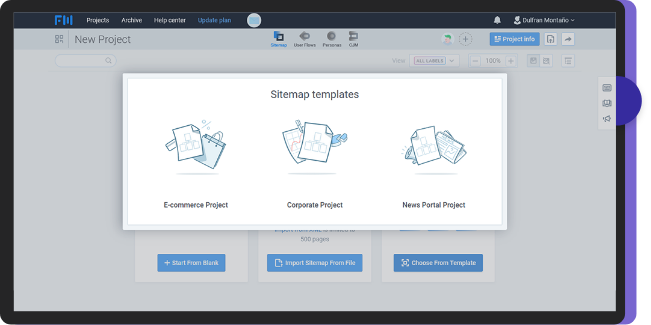 FW Projects Archive Help center Update plan Dulfran Montaño
New Project Sitemap User Flows Personas CJM Project info
View ALL LABELS 100%
Sitemap templates
E-commerce Project Corporate Project News Portal Project
500 pages
+ Start From Blank Import Sitemap From File Choose From Template